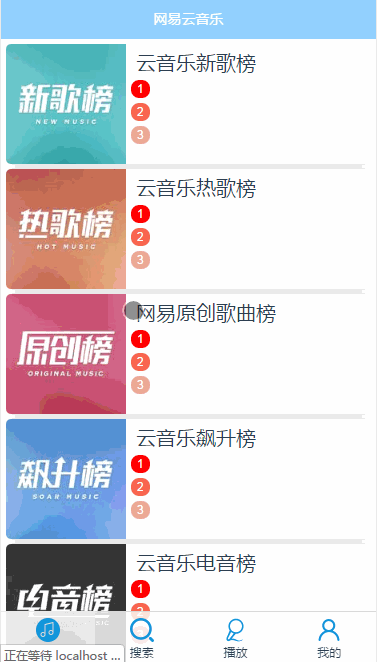 网易云音乐
新歌榜
NEW MUSIC
云音乐新歌榜
1
2
3
热歌榜
HOT MUSIC
云音乐热歌榜
1
2
3
原创榜
ORIGINAL MUSIC
网易原创歌曲榜
1
2
3
飙升榜
SOAR MUSIC
云音乐飙升榜
1
2
3
电音榜
云音乐电音榜
1
2
搜索
播放
我的
正在等待 localhost ...